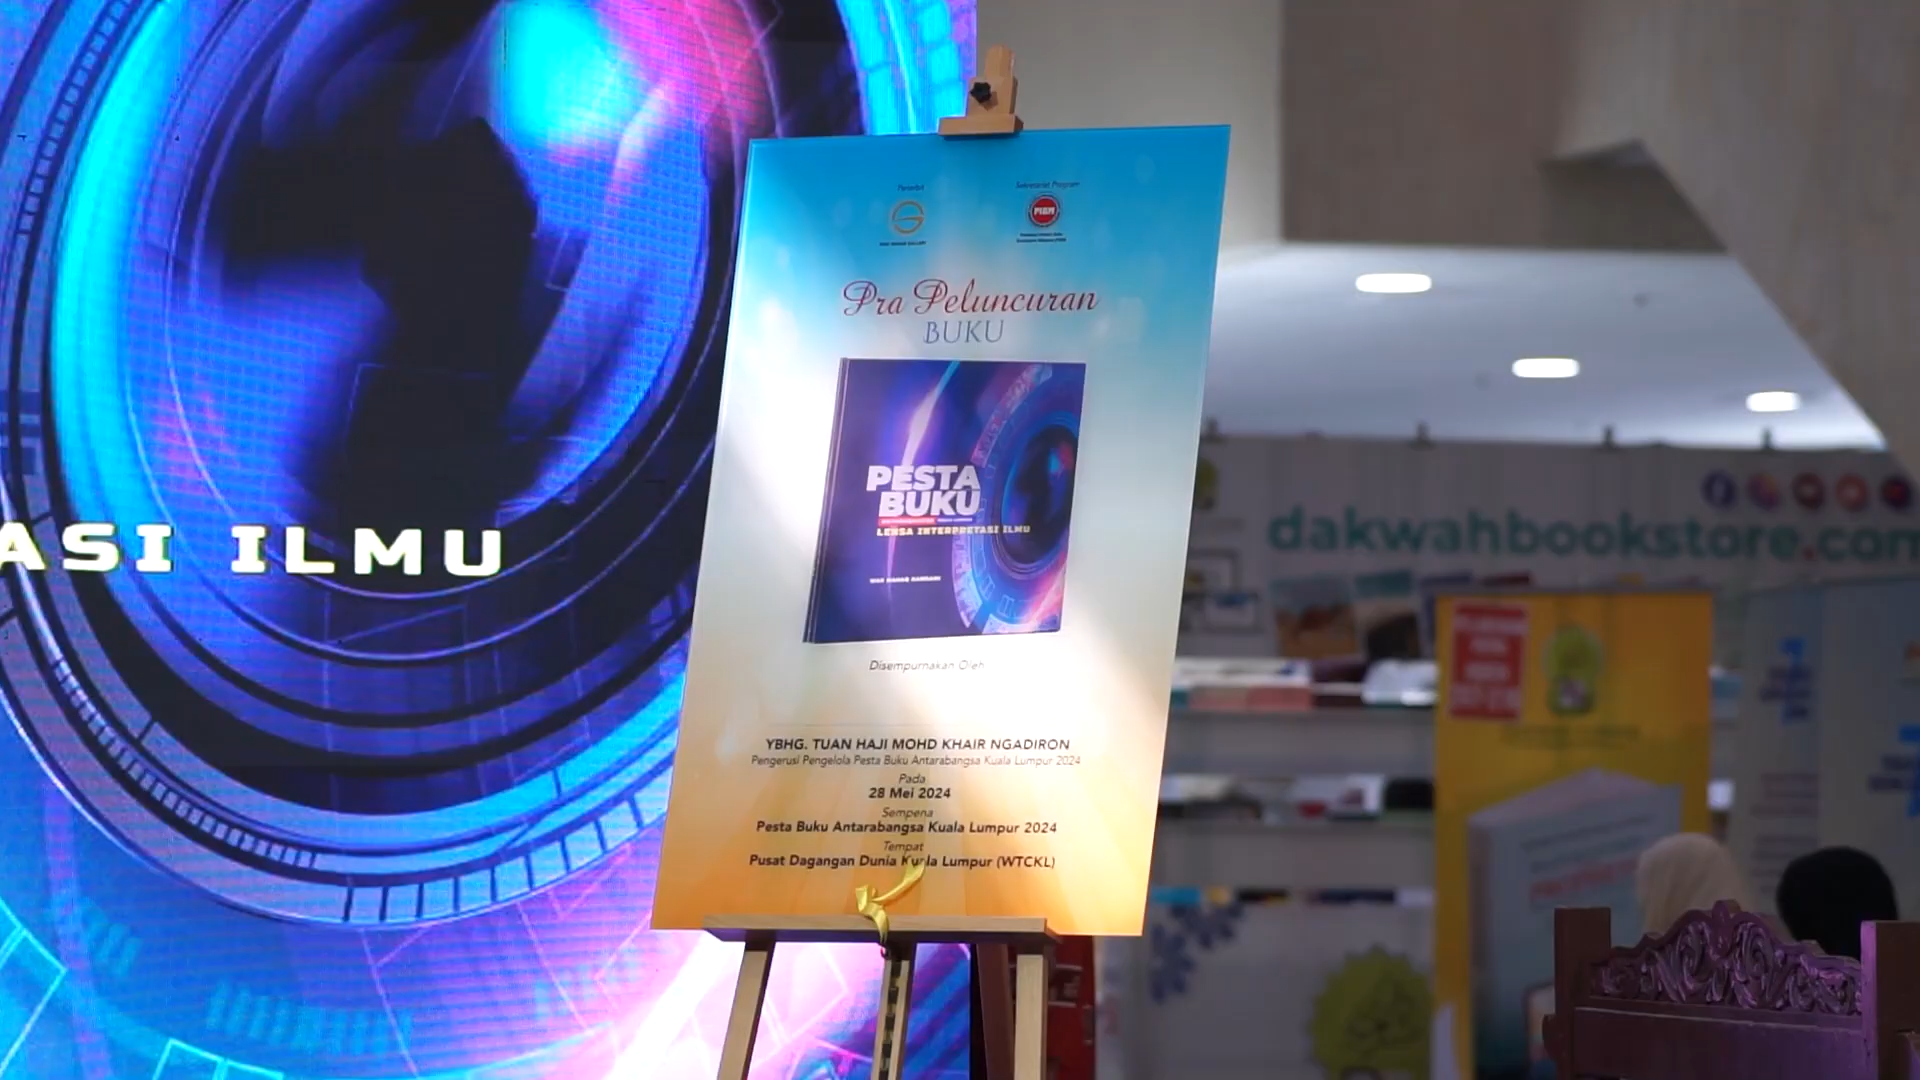 ASI ILMU
Penerbit
Sekretariat Program
Pra Peluncuran
BUKU
PESTA
BUKU
LENSA INTERPRETASI ILMU
Disempurnakan Oleh
YBHG. TUAN HAJI MOHD KHAIR NGADIRON
Pengerusi Pengelola Pesta Buku Antarabangsa Kuala Lumpur 2024
Pada
28 Mei 2024
Sempena
Pesta Buku Antarabangsa Kuala Lumpur 2024
Tempat
Pusat Dagangan Dunia Kuala Lumpur (WTCKL)
dakwahbookstore.com